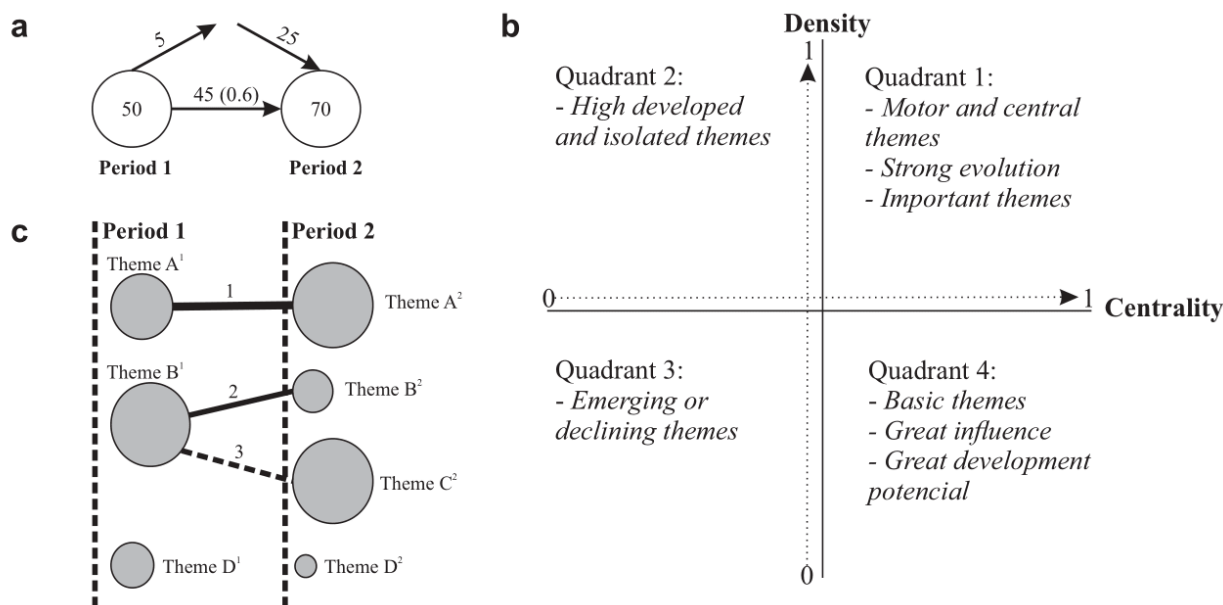 a
5
25
50
45 (0.6)
70
Period 1
Period 2
b
Density
1
Quadrant 2:
- High developed
and isolated themes
Quadrant 1:
- Motor and central
themes
- Strong evolution
- Important themes
0
1
Centrality
Quadrant 3:
- Emerging or
declining themes
Quadrant 4:
- Basic themes
- Great influence
- Great development
potencial
0
c
Period 1
Period 2
Theme A¹
1
Theme A²
Theme B¹
2
Theme B²
3
Theme C²
Theme D¹
Theme D²